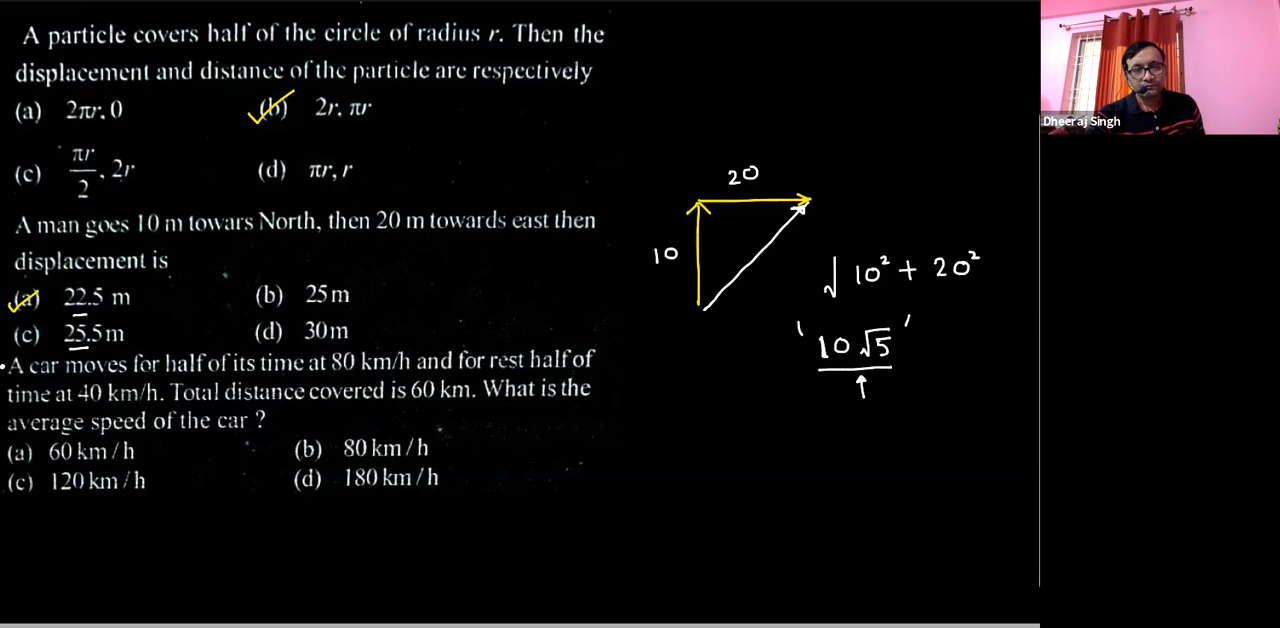 A particle covers half of the circle of radius r. Then the
displacement and distance of the particle are respectively
(a) 2πr, 0 (b) 2r, πr
(c) πr/2, 2r (d) πr, r
A man goes 10 m towars North, then 20 m towards east then
displacement is
(a) 22.5 m (b) 25 m
(c) 25.5 m (d) 30 m
A car moves for half of its time at 80 km/h and for rest half of
time at 40 km/h. Total distance covered is 60 km. What is the
average speed of the car ?
(a) 60 km / h (b) 80 km / h
(c) 120 km / h (d) 180 km / h
20
10
√ 10² + 20²
' 10 √5 '
Dheeraj Singh